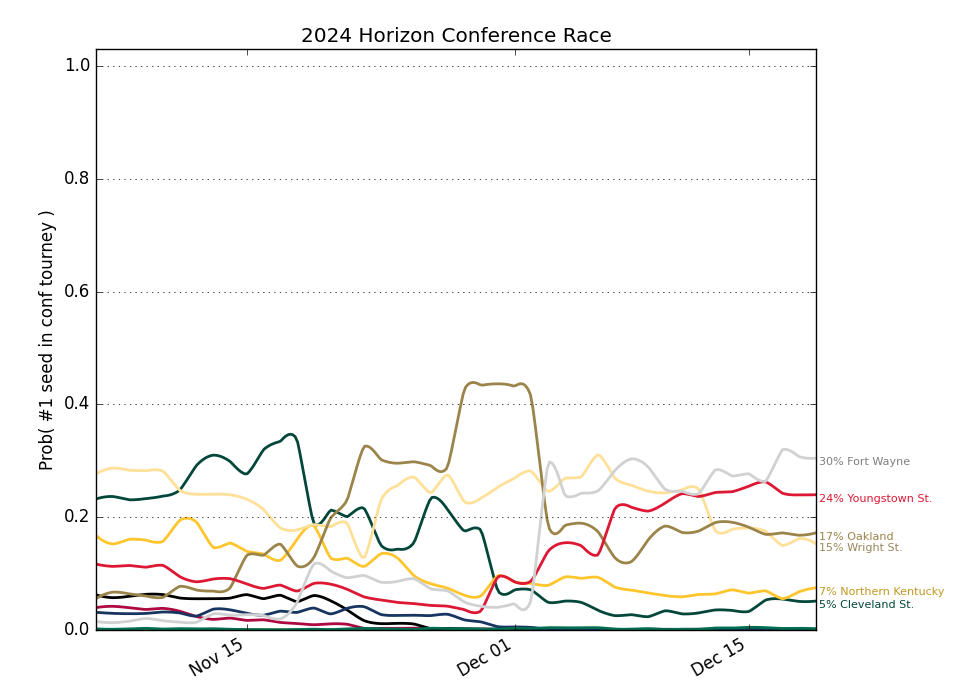 2024 Horizon Conference Race
Prob( #1 seed in conf tourney )
1.0
0.8
0.6
0.4
0.2
0.0
Nov 15
Dec 01
Dec 15
30% Fort Wayne
24% Youngstown St.
17% Oakland
15% Wright St.
7% Northern Kentucky
5% Cleveland St.